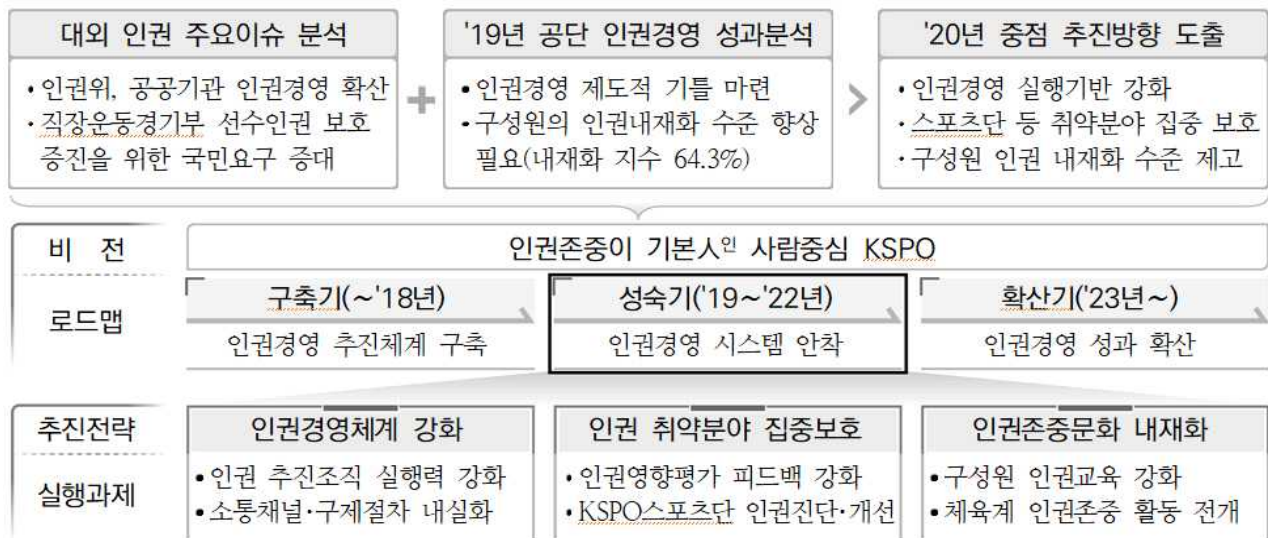 대외 인권 주요이슈 분석
• 인권위, 공공기관 인권경영 확산
· 직장운동경기부 선수인권 보호
증진을 위한 국민요구 증대
+
'19년 공단 인권경영 성과분석
• 인권경영 제도적 기틀 마련
• 구성원의 인권내재화 수준 향상
필요(내재화 지수 64.3%)
>
'20년 중점 추진방향 도출
• 인권경영 실행기반 강화
· 스포츠단 등 취약분야 집중 보호
· 구성원 인권 내재화 수준 제고
비 전
인권존중이 기본人인 사람중심 KSPO
로드맵
구축기(~'18년)
인권경영 추진체계 구축
성숙기('19~'22년)
인권경영 시스템 안착
확산기('23년~)
인권경영 성과 확산
추진전략
인권경영체계 강화
인권 취약분야 집중보호
인권존중문화 내재화
실행과제
• 인권 추진조직 실행력 강화
• 소통채널·구제절차 내실화
• 인권영향평가 피드백 강화
• KSPO스포츠단 인권진단·개선
• 구성원 인권교육 강화
• 체육계 인권존중 활동 전개